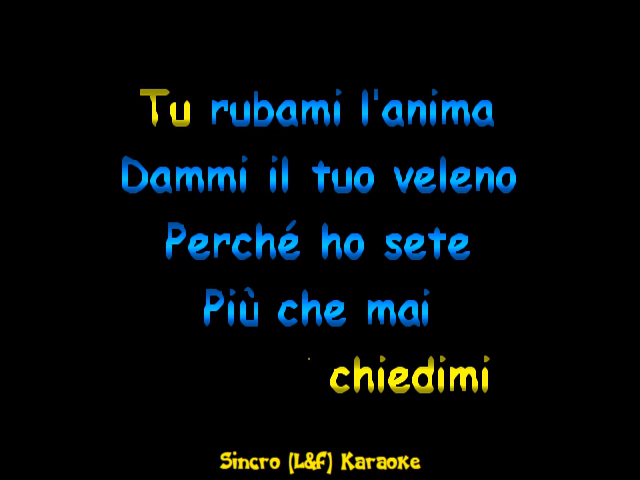 Tu rubami l'anima
Dammi il tuo veleno
Perché ho sete
Più che mai
chiedimi
Sincro (L&F) Karaoke